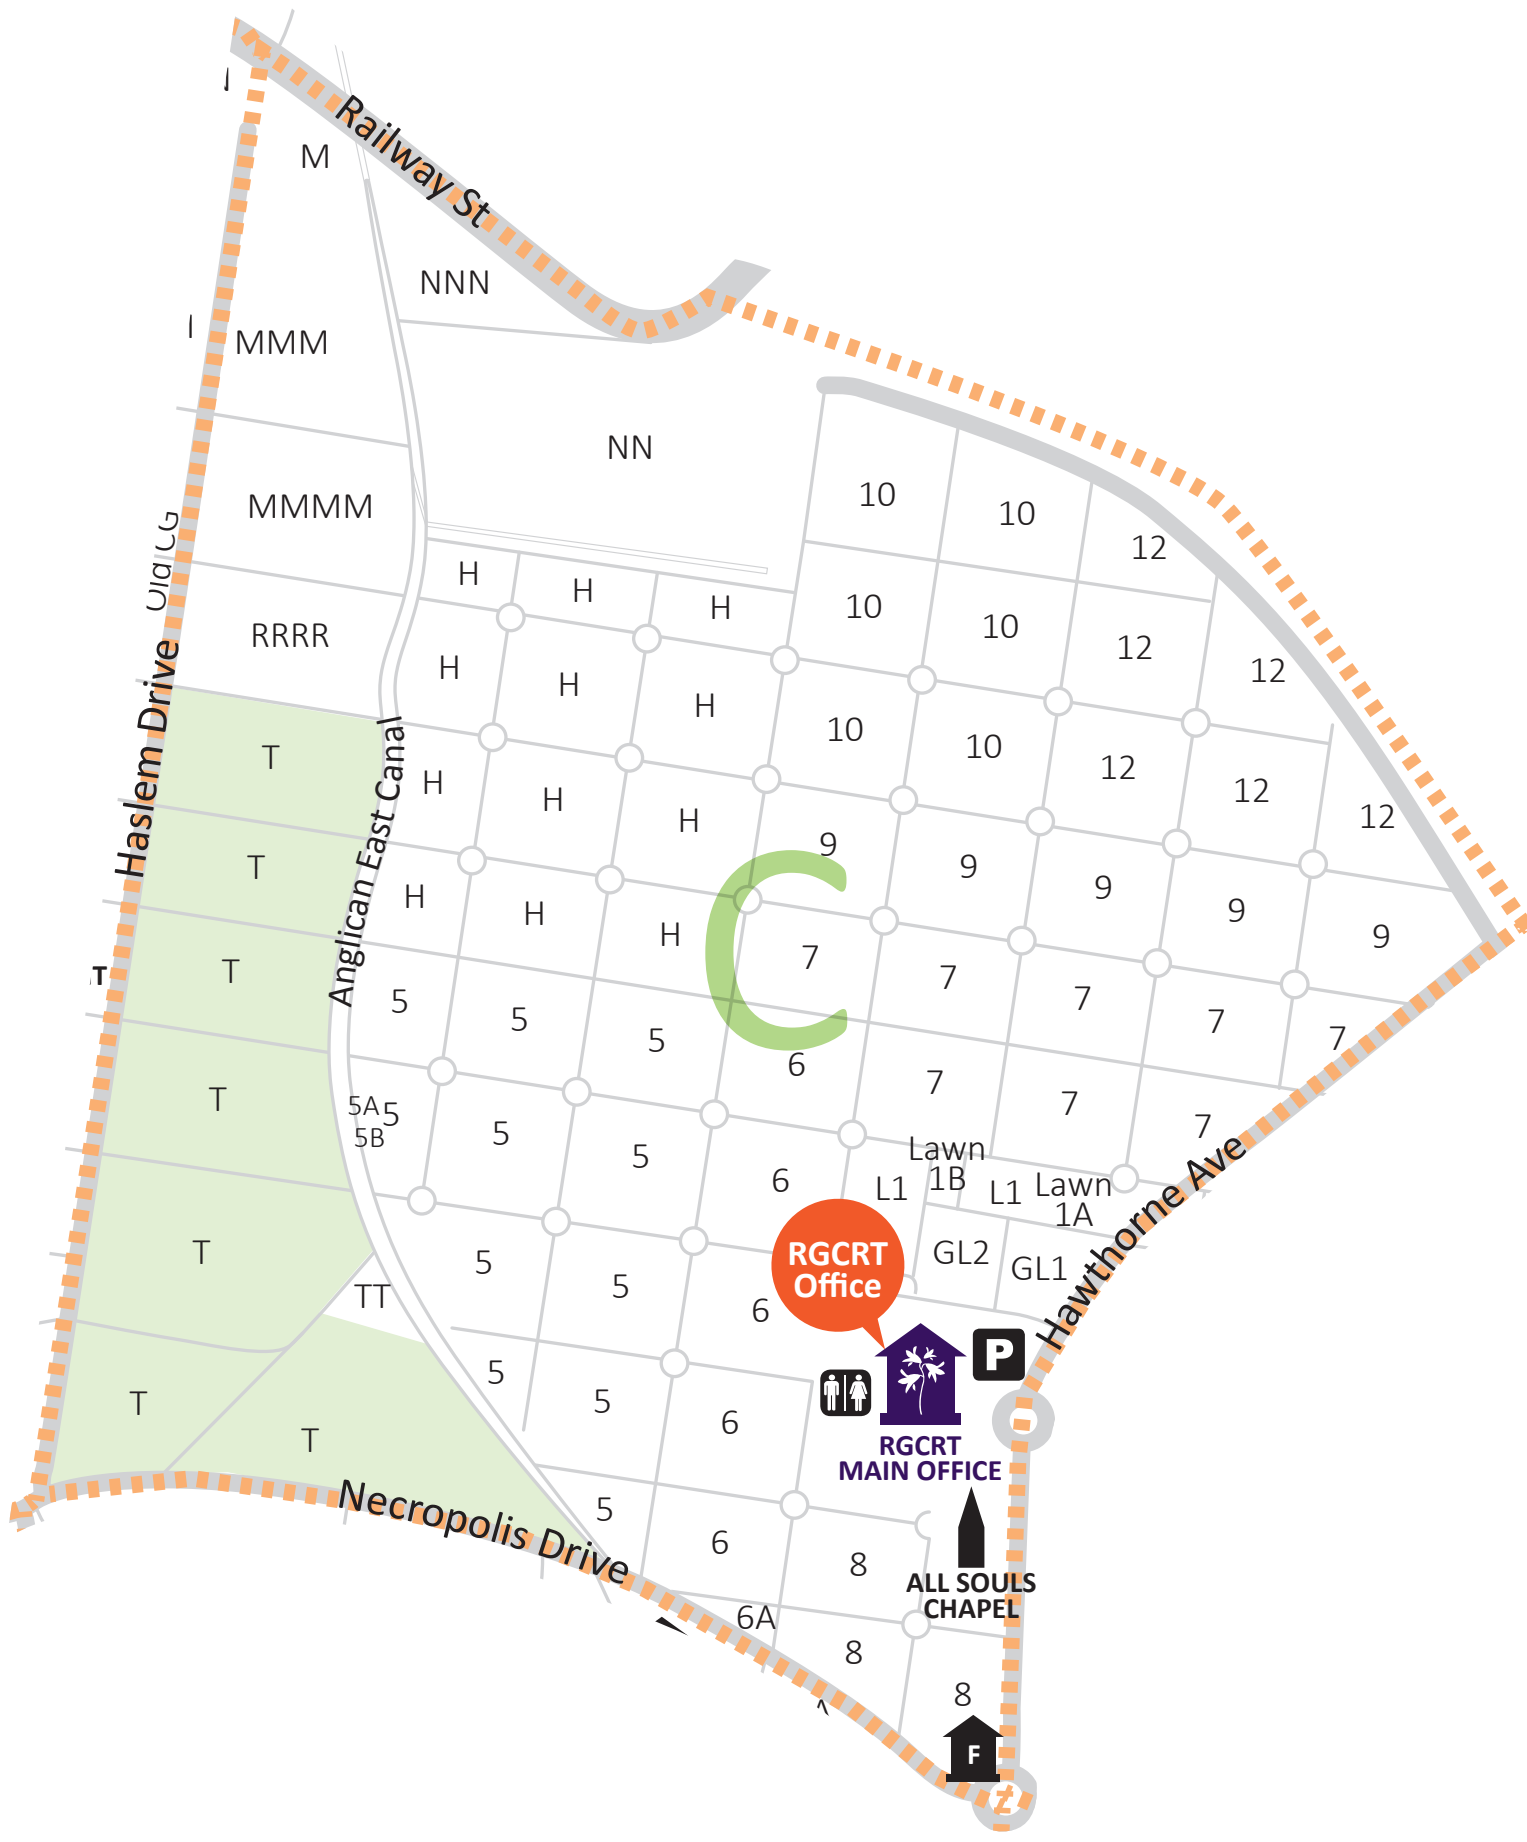 Railway St
M
NNN
MMM
NN
MMMM
10
10
12
H
H
H
10
10
12
12
RRRR
H
H
H
10
10
12
12
12
T
H
H
H
9
9
9
9
9
T
H
H
H
7
7
7
7
7
T
T
5
5
5
6
7
7
7
T
5A
5
5B
5
5
6
L1
Lawn
1B
L1
Lawn
1A
GL2
GL1
T
TT
5
5
6
RGCRT
Office
P
5
5
6
T
T
RGCRT
MAIN OFFICE
5
6
8
ALL SOULS
CHAPEL
6A
8
8
F
C
Haslem Drive
Anglican East Canal
Hawthorne Ave
Necropolis Drive